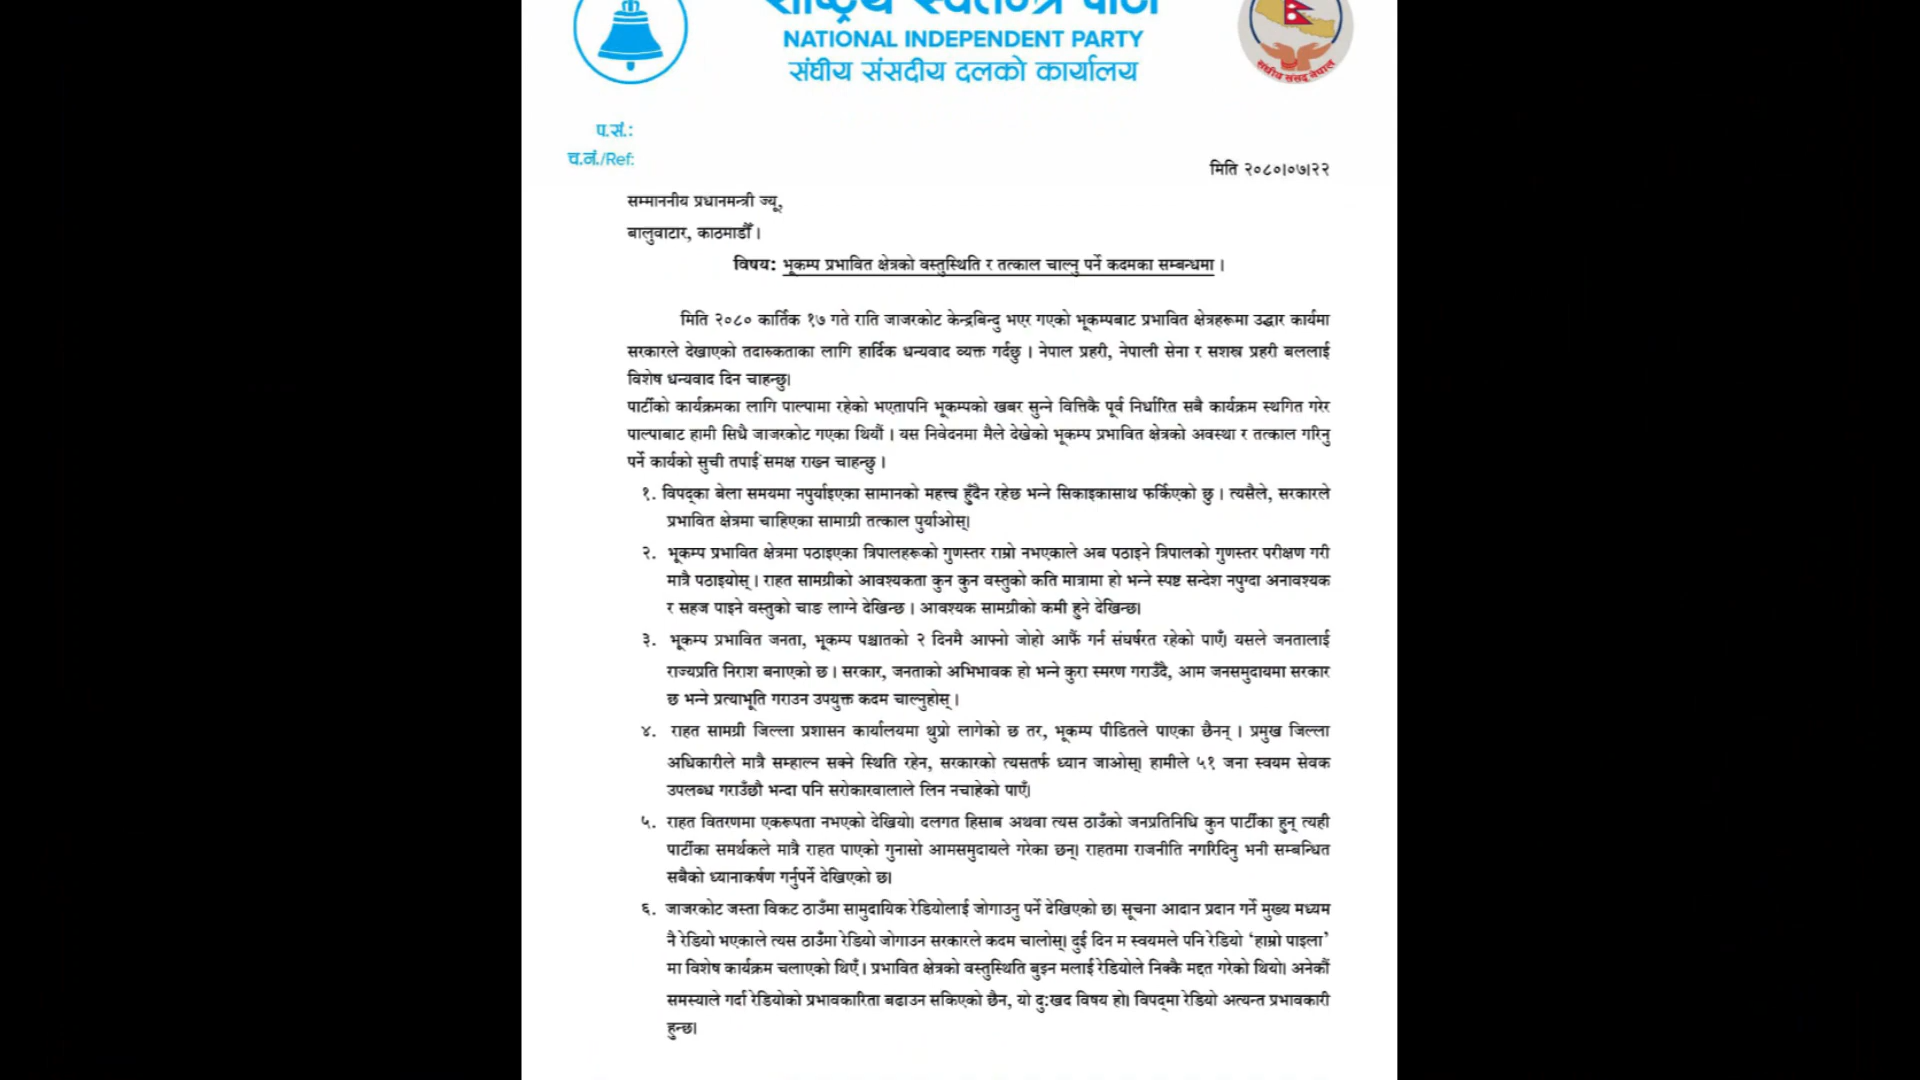 राष्ट्रिय स्वतन्त्र पार्टी
NATIONAL INDEPENDENT PARTY
संघीय संसदीय दलको कार्यालय
संघीय संसद नेपाल
प.सं.:
च.नं./Ref:
मिति २०८०।०७।२२
सम्माननीय प्रधानमन्त्री ज्यू,
बालुवाटार, काठमाडौँ ।
विषय: भूकम्प प्रभावित क्षेत्रको वस्तुस्थिति र तत्काल चाल्नु पर्ने कदमका सम्बन्धमा ।
मिति २०८० कार्तिक १७ गते राति जाजरकोट केन्द्रबिन्दु भएर गएको भूकम्पबाट प्रभावित क्षेत्रहरूमा उद्धार कार्यमा
सरकारले देखाएको तदारुकताका लागि हार्दिक धन्यवाद व्यक्त गर्दछु । नेपाल प्रहरी, नेपाली सेना र सशस्त्र प्रहरी बललाई
विशेष धन्यवाद दिन चाहन्छु।
पार्टीको कार्यक्रमका लागि पाल्पामा रहेको भएतापनि भूकम्पको खबर सुन्ने वित्तिकै पूर्व निर्धारित सबै कार्यक्रम स्थगित गरेर
पाल्पाबाट हामी सिधै जाजरकोट गएका थियौं । यस निवेदनमा मैले देखेको भूकम्प प्रभावित क्षेत्रको अवस्था र तत्काल गरिनु
पर्ने कार्यको सुची तपाईं समक्ष राख्न चाहन्छु ।
१. विपद्का बेला समयमा नपुर्याइएका सामानको महत्त्व हुँदैन रहेछ भन्ने सिकाइकासाथ फर्किएको छु । त्यसैले, सरकारले
प्रभावित क्षेत्रमा चाहिएका सामाग्री तत्काल पुर्याओस्।
२. भूकम्प प्रभावित क्षेत्रमा पठाइएका त्रिपालहरूको गुणस्तर राम्रो नभएकाले अब पठाइने त्रिपालको गुणस्तर परीक्षण गरी
मात्रै पठाइयोस् । राहत सामग्रीको आवश्यकता कुन कुन वस्तुको कति मात्रामा हो भन्ने स्पष्ट सन्देश नपुग्दा अनावश्यक
र सहज पाइने वस्तुको चाङ लाग्ने देखिन्छ । आवश्यक सामग्रीको कमी हुने देखिन्छ।
३. भूकम्प प्रभावित जनता, भूकम्प पश्चातको २ दिनमै आफ्नो जोहो आफैं गर्न संघर्षरत रहेको पाएँ। यसले जनतालाई
राज्यप्रति निराश बनाएको छ । सरकार, जनताको अभिभावक हो भन्ने कुरा स्मरण गराउँदै, आम जनसमुदायमा सरकार
छ भन्ने प्रत्याभूति गराउन उपयुक्त कदम चाल्नुहोस् ।
४. राहत सामग्री जिल्ला प्रशासन कार्यालयमा थुप्रो लागेको छ तर, भूकम्प पीडितले पाएका छैनन् । प्रमुख जिल्ला
अधिकारीले मात्रै सम्हाल्न सक्ने स्थिति रहेन, सरकारको त्यसतर्फ ध्यान जाओस्। हामीले ५१ जना स्वयम सेवक
उपलब्ध गराउँछौ भन्दा पनि सरोकारवालाले लिन नचाहेको पाएँ।
५. राहत वितरणमा एकरूपता नभएको देखियो। दलगत हिसाब अथवा त्यस ठाउँको जनप्रतिनिधि कुन पार्टीका हुन् त्यही
पार्टीका समर्थकले मात्रै राहत पाएको गुनासो आमसमुदायले गरेका छन्। राहतमा राजनीति नगरिदिनु भनी सम्बन्धित
सबैको ध्यानाकर्षण गर्नुपर्ने देखिएको छ।
६. जाजरकोट जस्ता विकट ठाउँमा सामुदायिक रेडियोलाई जोगाउनु पर्ने देखिएको छ। सूचना आदान प्रदान गर्ने मुख्य मध्यम
नै रेडियो भएकाले त्यस ठाउँमा रेडियो जोगाउन सरकारले कदम चालोस्। दुई दिन म स्वयमले पनि रेडियो ‘हाम्रो पाइला’
मा विशेष कार्यक्रम चलाएको थिएँ । प्रभावित क्षेत्रको वस्तुस्थिति बुझ्न मलाई रेडियोले निक्कै मद्दत गरेको थियो। अनेकौं
समस्याले गर्दा रेडियोको प्रभावकारिता बढाउन सकिएको छैन, यो दु:खद विषय हो। विपद्मा रेडियो अत्यन्त प्रभावकारी
हुन्छ।